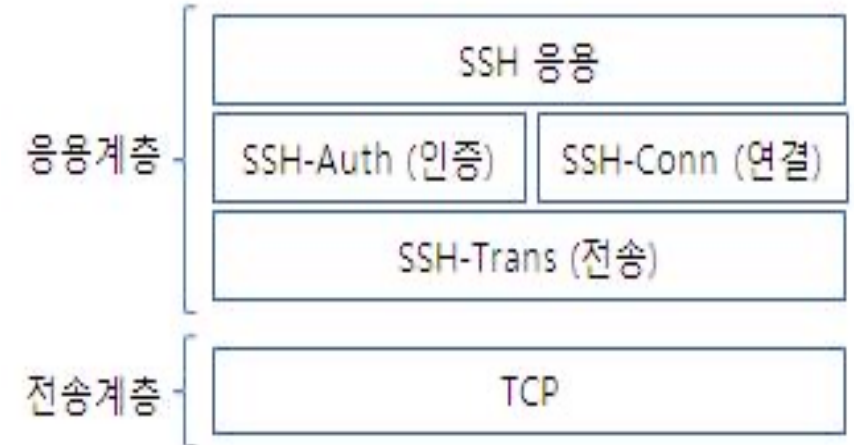 SSH 응용
응용계층
SSH-Auth (인증)
SSH-Conn (연결)
SSH-Trans (전송)
전송계층
TCP